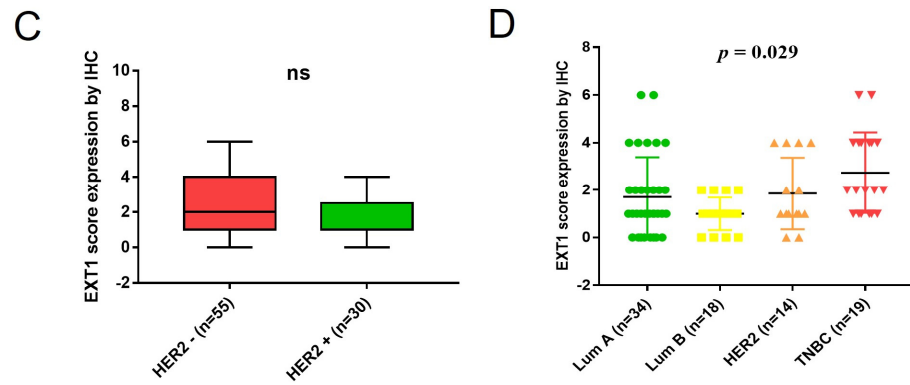 C
EXT1 score expression by IHC
10
8
6
4
2
0
-2
ns
HER2 - (n=55)
HER2 + (n=30)
D
EXT1 score expression by IHC
8
6
4
2
0
-2
p = 0.029
Lum A (n=34)
Lum B (n=18)
HER2 (n=14)
TNBC (n=19)